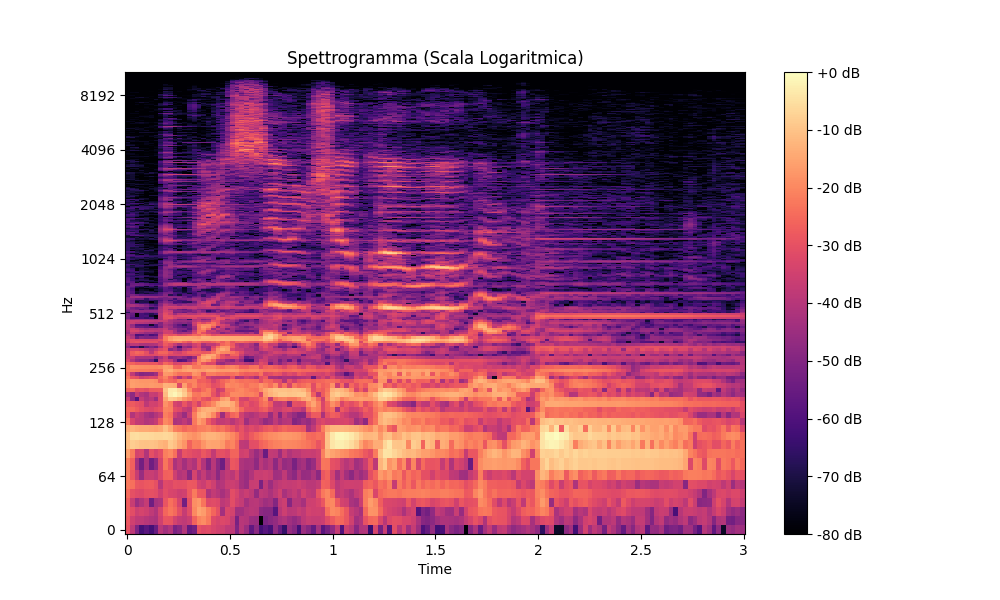 Spettrogramma (Scala Logaritmica)
Hz
8192
4096
2048
1024
512
256
128
64
0
0
0.5
1
1.5
2
2.5
3
Time
+0 dB
-10 dB
-20 dB
-30 dB
-40 dB
-50 dB
-60 dB
-70 dB
-80 dB